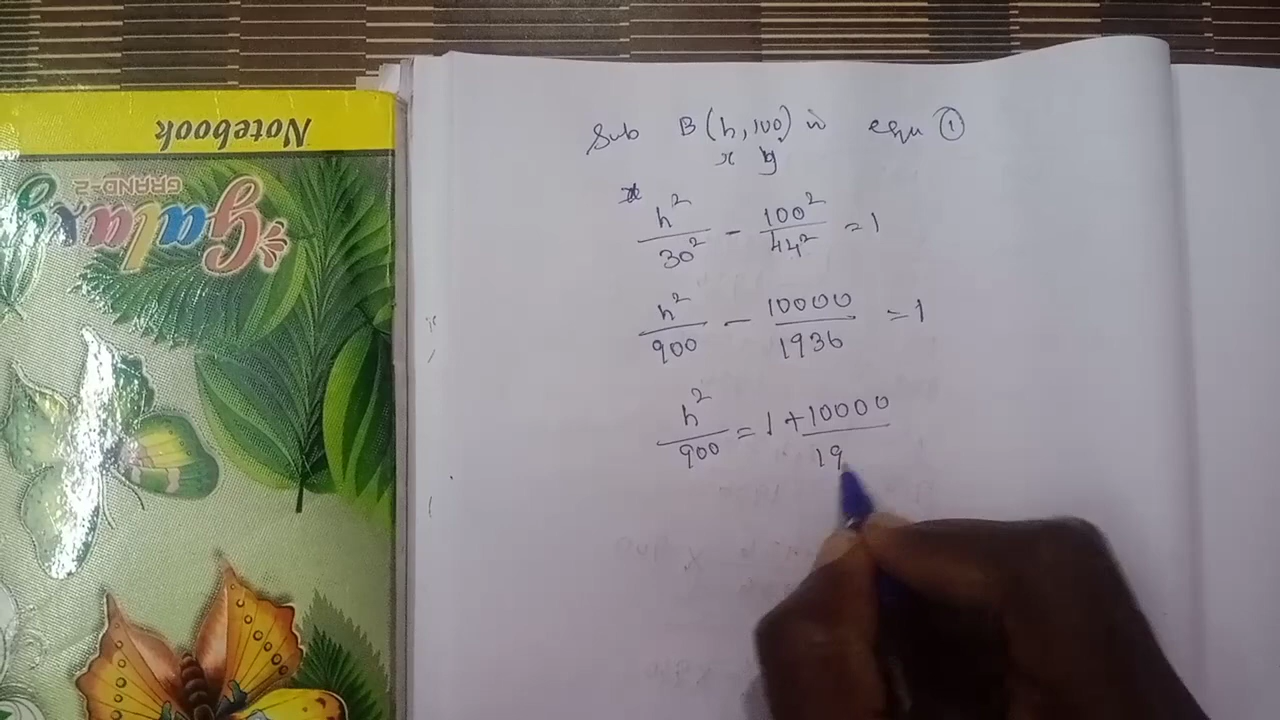 Notebook
galaxy
GRAND-2
Sub B (h, 100) in equ ①
x y
h² / 30² - 100² / 44² = 1
h² / 900 - 10000 / 1936 = 1
h² / 900 = 1 + 10000 / 19